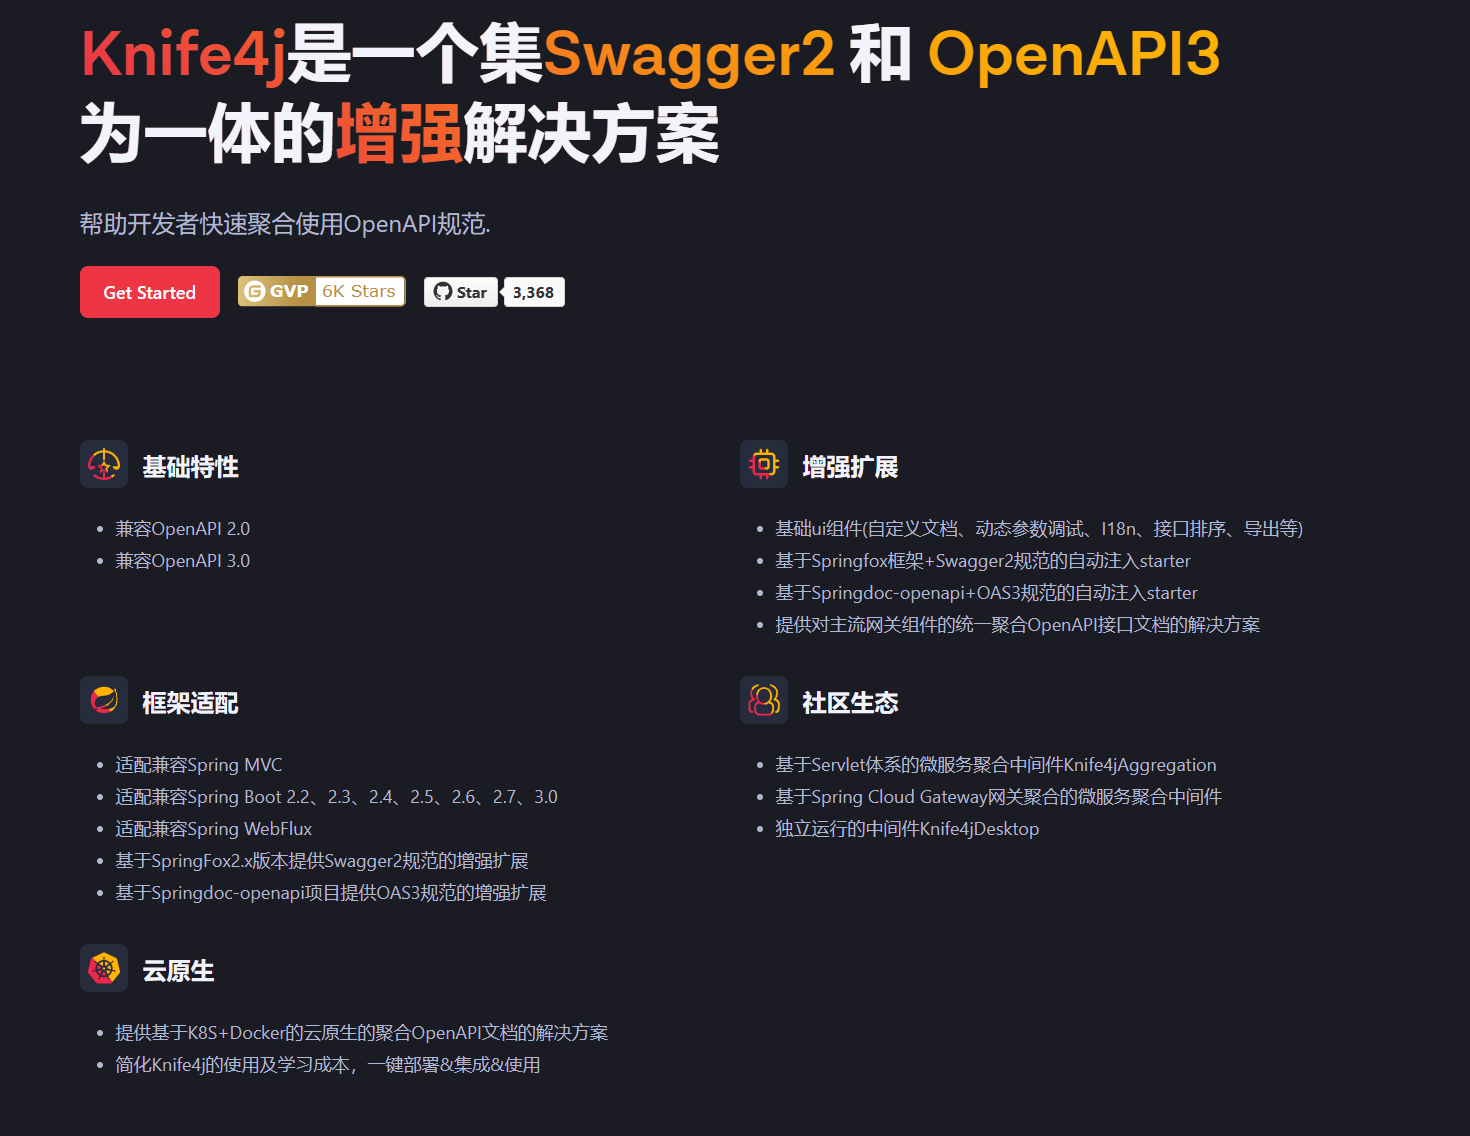 Knife4j是一个集Swagger2 和 OpenAPI3
为一体的增强解决方案
帮助开发者快速聚合使用OpenAPI规范.
Get Started
GVP 6K Stars
Star 3,368
基础特性
兼容OpenAPI 2.0
兼容OpenAPI 3.0
增强扩展
基础ui组件(自定义文档、动态参数调试、I18n、接口排序、导出等)
基于Springfox框架+Swagger2规范的自动注入starter
基于Springdoc-openapi+OAS3规范的自动注入starter
提供对主流网关组件的统一聚合OpenAPI接口文档的解决方案
框架适配
适配兼容Spring MVC
适配兼容Spring Boot 2.2、2.3、2.4、2.5、2.6、2.7、3.0
适配兼容Spring WebFlux
基于SpringFox2.x版本提供Swagger2规范的增强扩展
基于Springdoc-openapi项目提供OAS3规范的增强扩展
社区生态
基于Servlet体系的微服务聚合中间件Knife4jAggregation
基于Spring Cloud Gateway网关聚合的微服务聚合中间件
独立运行的中间件Knife4jDesktop
云原生
提供基于K8S+Docker的云原生的聚合OpenAPI文档的解决方案
简化Knife4j的使用及学习成本，一键部署&集成&使用